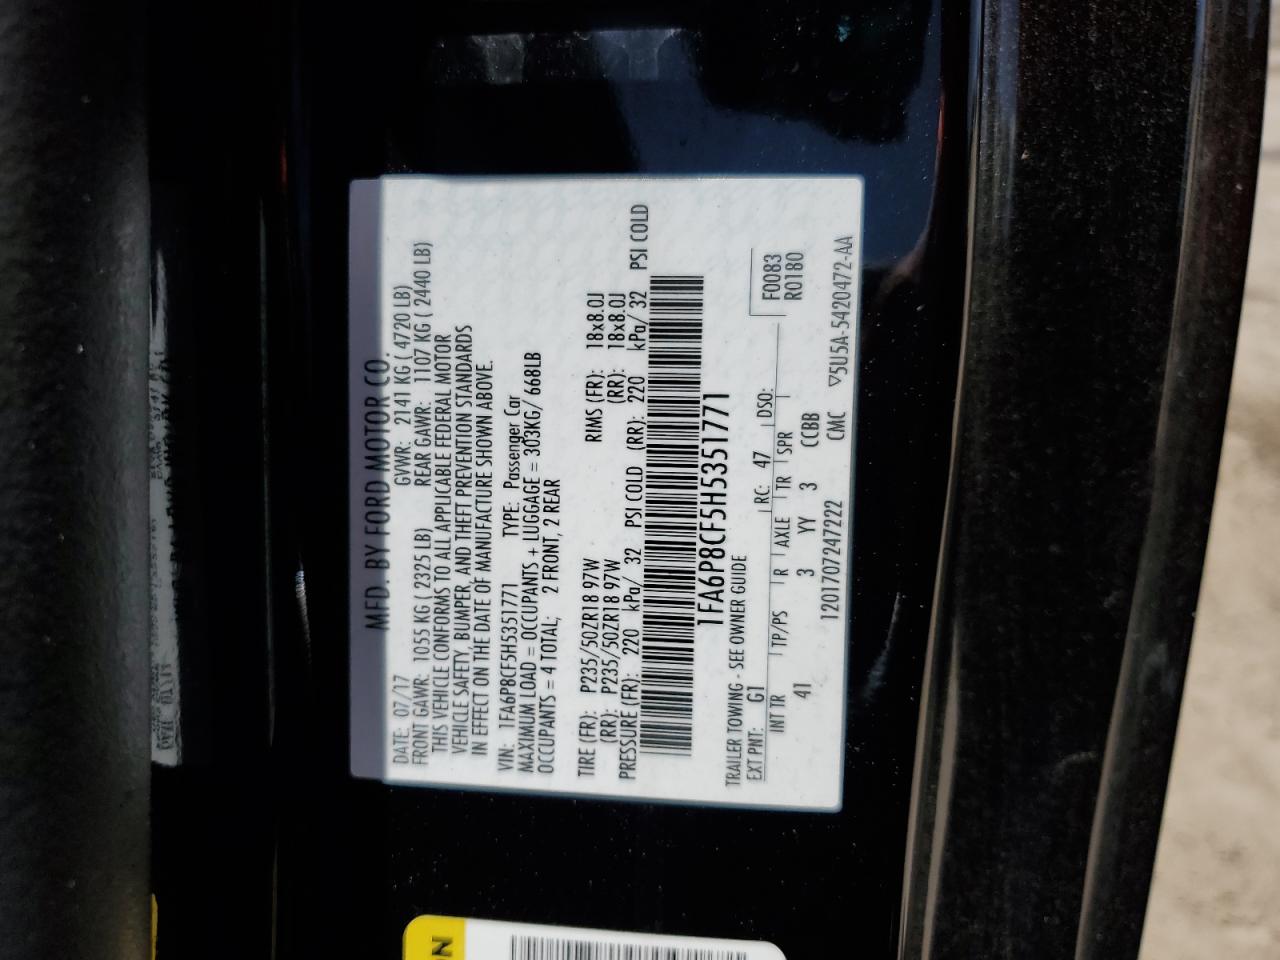 MFD. BY FORD MOTOR CO.
DATE: 07/17 GVWR: 2141 KG ( 4720 LB)
FRONT GAWR: 1055 KG ( 2325 LB) REAR GAWR: 1107 KG ( 2440 LB)
THIS VEHICLE CONFORMS TO ALL APPLICABLE FEDERAL MOTOR
VEHICLE SAFETY, BUMPER, AND THEFT PREVENTION STANDARDS
IN EFFECT ON THE DATE OF MANUFACTURE SHOWN ABOVE.
VIN: 1FA6P8CF5H5351771 TYPE: Passenger Car
MAXIMUM LOAD = OCCUPANTS + LUGGAGE = 303KG/ 668LB
OCCUPANTS = 4 TOTAL; 2 FRONT, 2 REAR
TIRE (FR): P235/50ZR18 97W RIMS (FR): 18x8.0J
(RR): P235/50ZR18 97W (RR): 18x8.0J
PRESSURE (FR): 220 kPa/ 32 PSI COLD (RR): 220 kPa/ 32 PSI COLD
1FA6P8CF5H5351771
TRAILER TOWING - SEE OWNER GUIDE
EXT PNT: G1 RC: 47 DSO: F0083
INT TR TP/PS R AXLE TR SPR R0180
41 3 YY 3 CCBB
1201707247222 CMC ▽5U5A-5420472-AA
ON